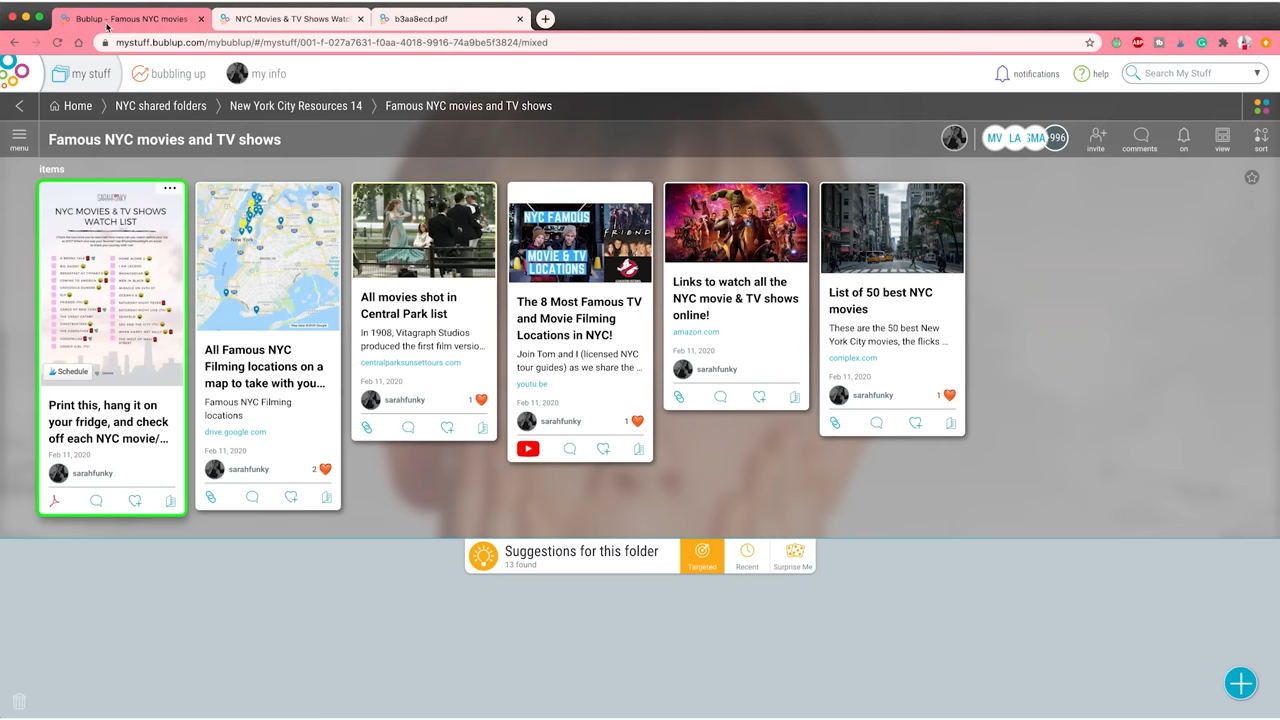 Bublup - Famous NYC movies
NYC Movies & TV Shows Watc
b3aa8ecd.pdf
mystuff.bublup.com/mybublup/#/mystuff/001-f-027a7631-f0aa-4018-9916-74a9be5f3824/mixed
my stuff
bubbling up
my info
notifications
help
Search My Stuff
Home
NYC shared folders
New York City Resources 14
Famous NYC movies and TV shows
menu
Famous NYC movies and TV shows
MV LA SMA +996
invite
comments
on
view
sort
items
NYC MOVIES & TV SHOWS
WATCH LIST
Schedule
Print this, hang it on
your fridge, and check
off each NYC movie/...
Feb 11, 2020
sarahfunky
New York
All Famous NYC
Filming locations on a
map to take with you...
Famous NYC Filming
locations
drive.google.com
Feb 11, 2020
sarahfunky
2
All movies shot in
Central Park list
In 1908, Vitagraph Studios
produced the first film versio...
centralparksunsettours.com
Feb 11, 2020
sarahfunky
1
NYC FAMOUS
MOVIE & TV
LOCATIONS
The 8 Most Famous TV
and Movie Filming
Locations in NYC!
Join Tom and I (licensed NYC
tour guides) as we share the ...
youtu.be
Feb 11, 2020
sarahfunky
1
Links to watch all the
NYC movie & TV shows
online!
amazon.com
Feb 11, 2020
sarahfunky
List of 50 best NYC
movies
These are the 50 best New
York City movies, the flicks ...
complex.com
Feb 11, 2020
sarahfunky
1
Suggestions for this folder
13 found
Targeted
Recent
Surprise Me